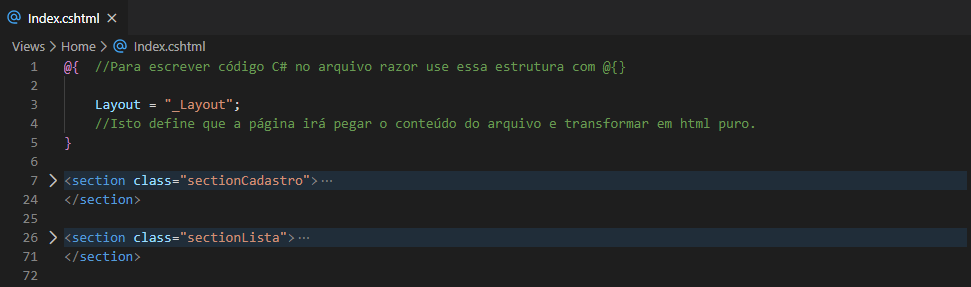 Index.cshtml ×
Views > Home > Index.cshtml
1 @{ //Para escrever código C# no arquivo razor use essa estrutura com @{}
2
3 Layout = "_Layout";
4 //Isto define que a página irá pegar o conteúdo do arquivo e transformar em html puro.
5 }
6
7 <section class="sectionCadastro">···
24 </section>
25
26 <section class="sectionLista">···
71 </section>
72